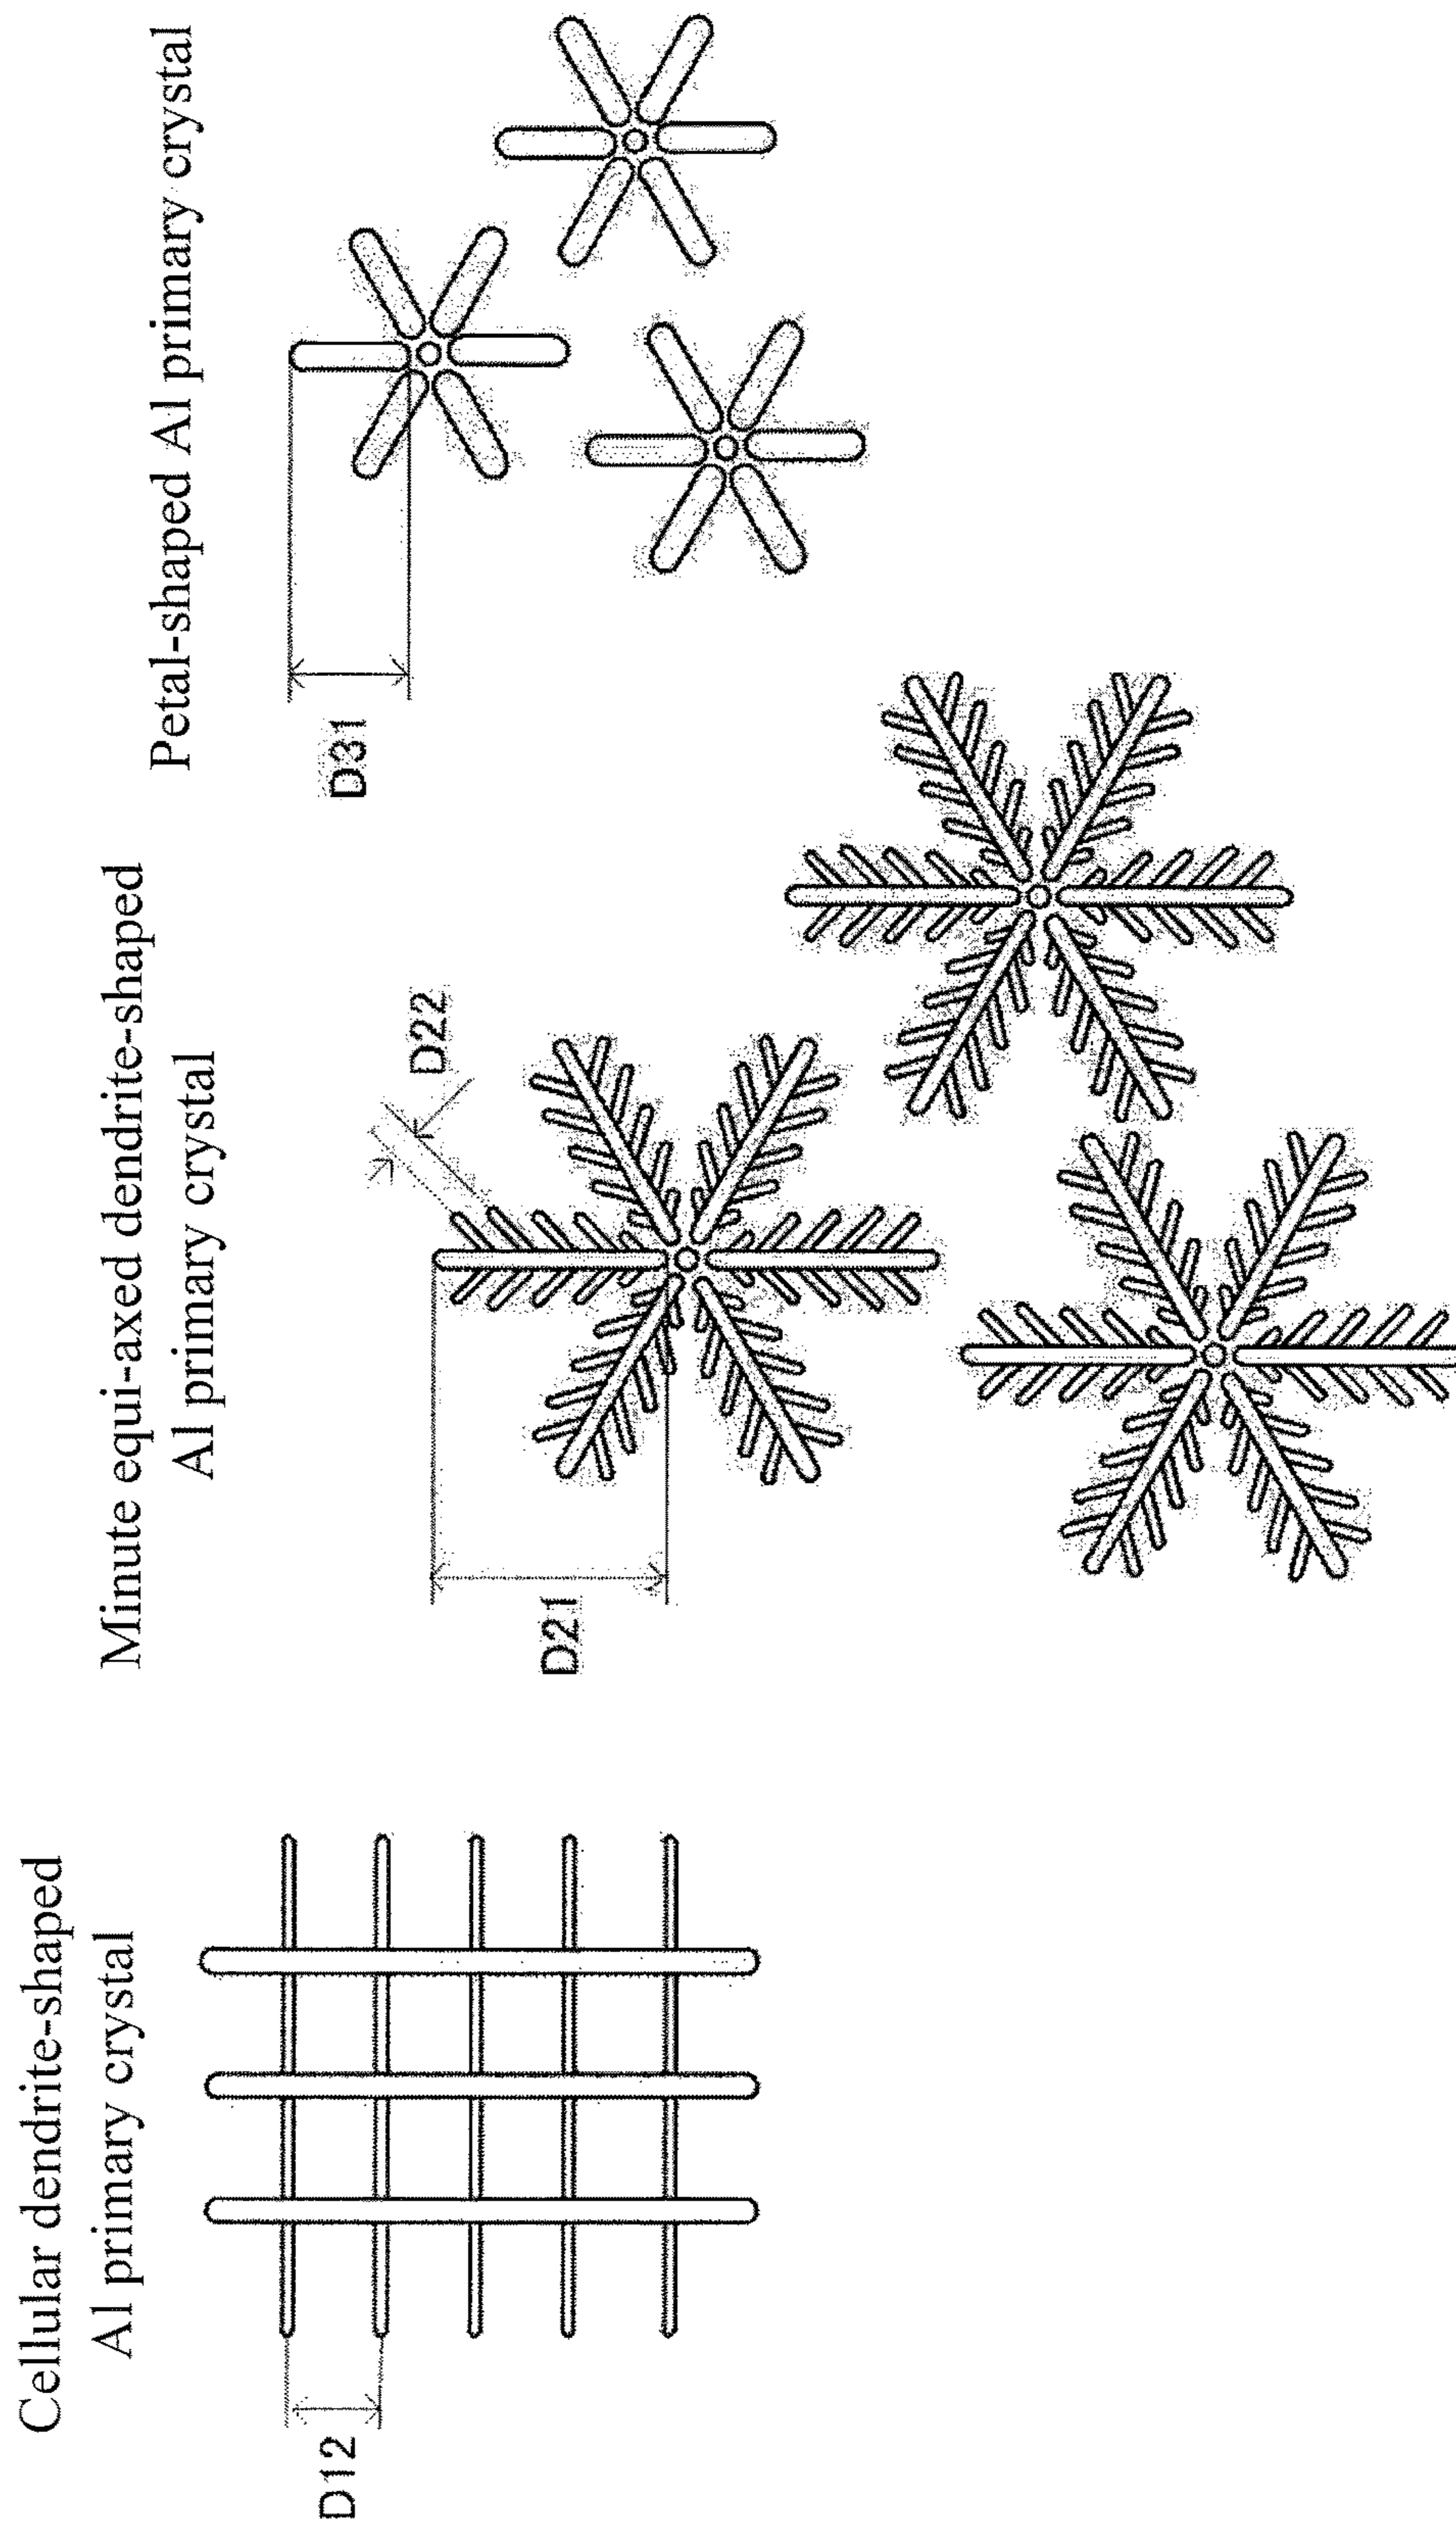 Cellular dendrite-shaped
Al primary crystal
D12
Minute equi-axed dendrite-shaped
Al primary crystal
D22
D21
Petal-shaped Al primary crystal
D31